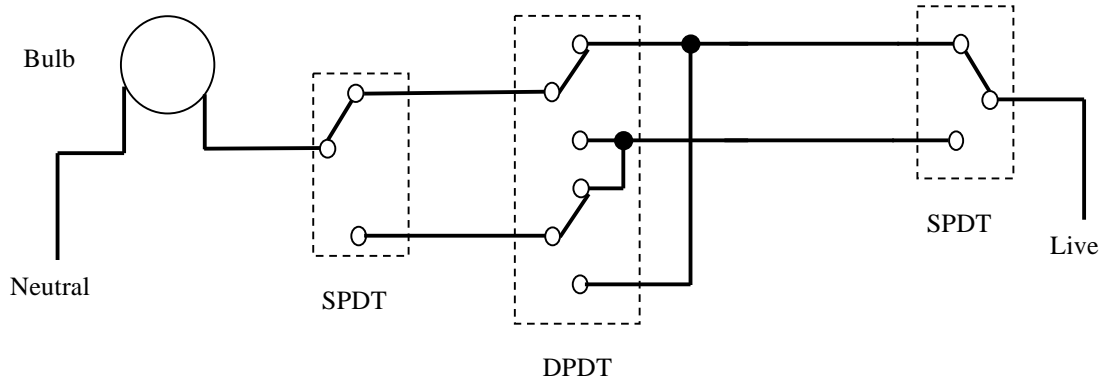 Bulb
Neutral
SPDT
DPDT
SPDT
Live